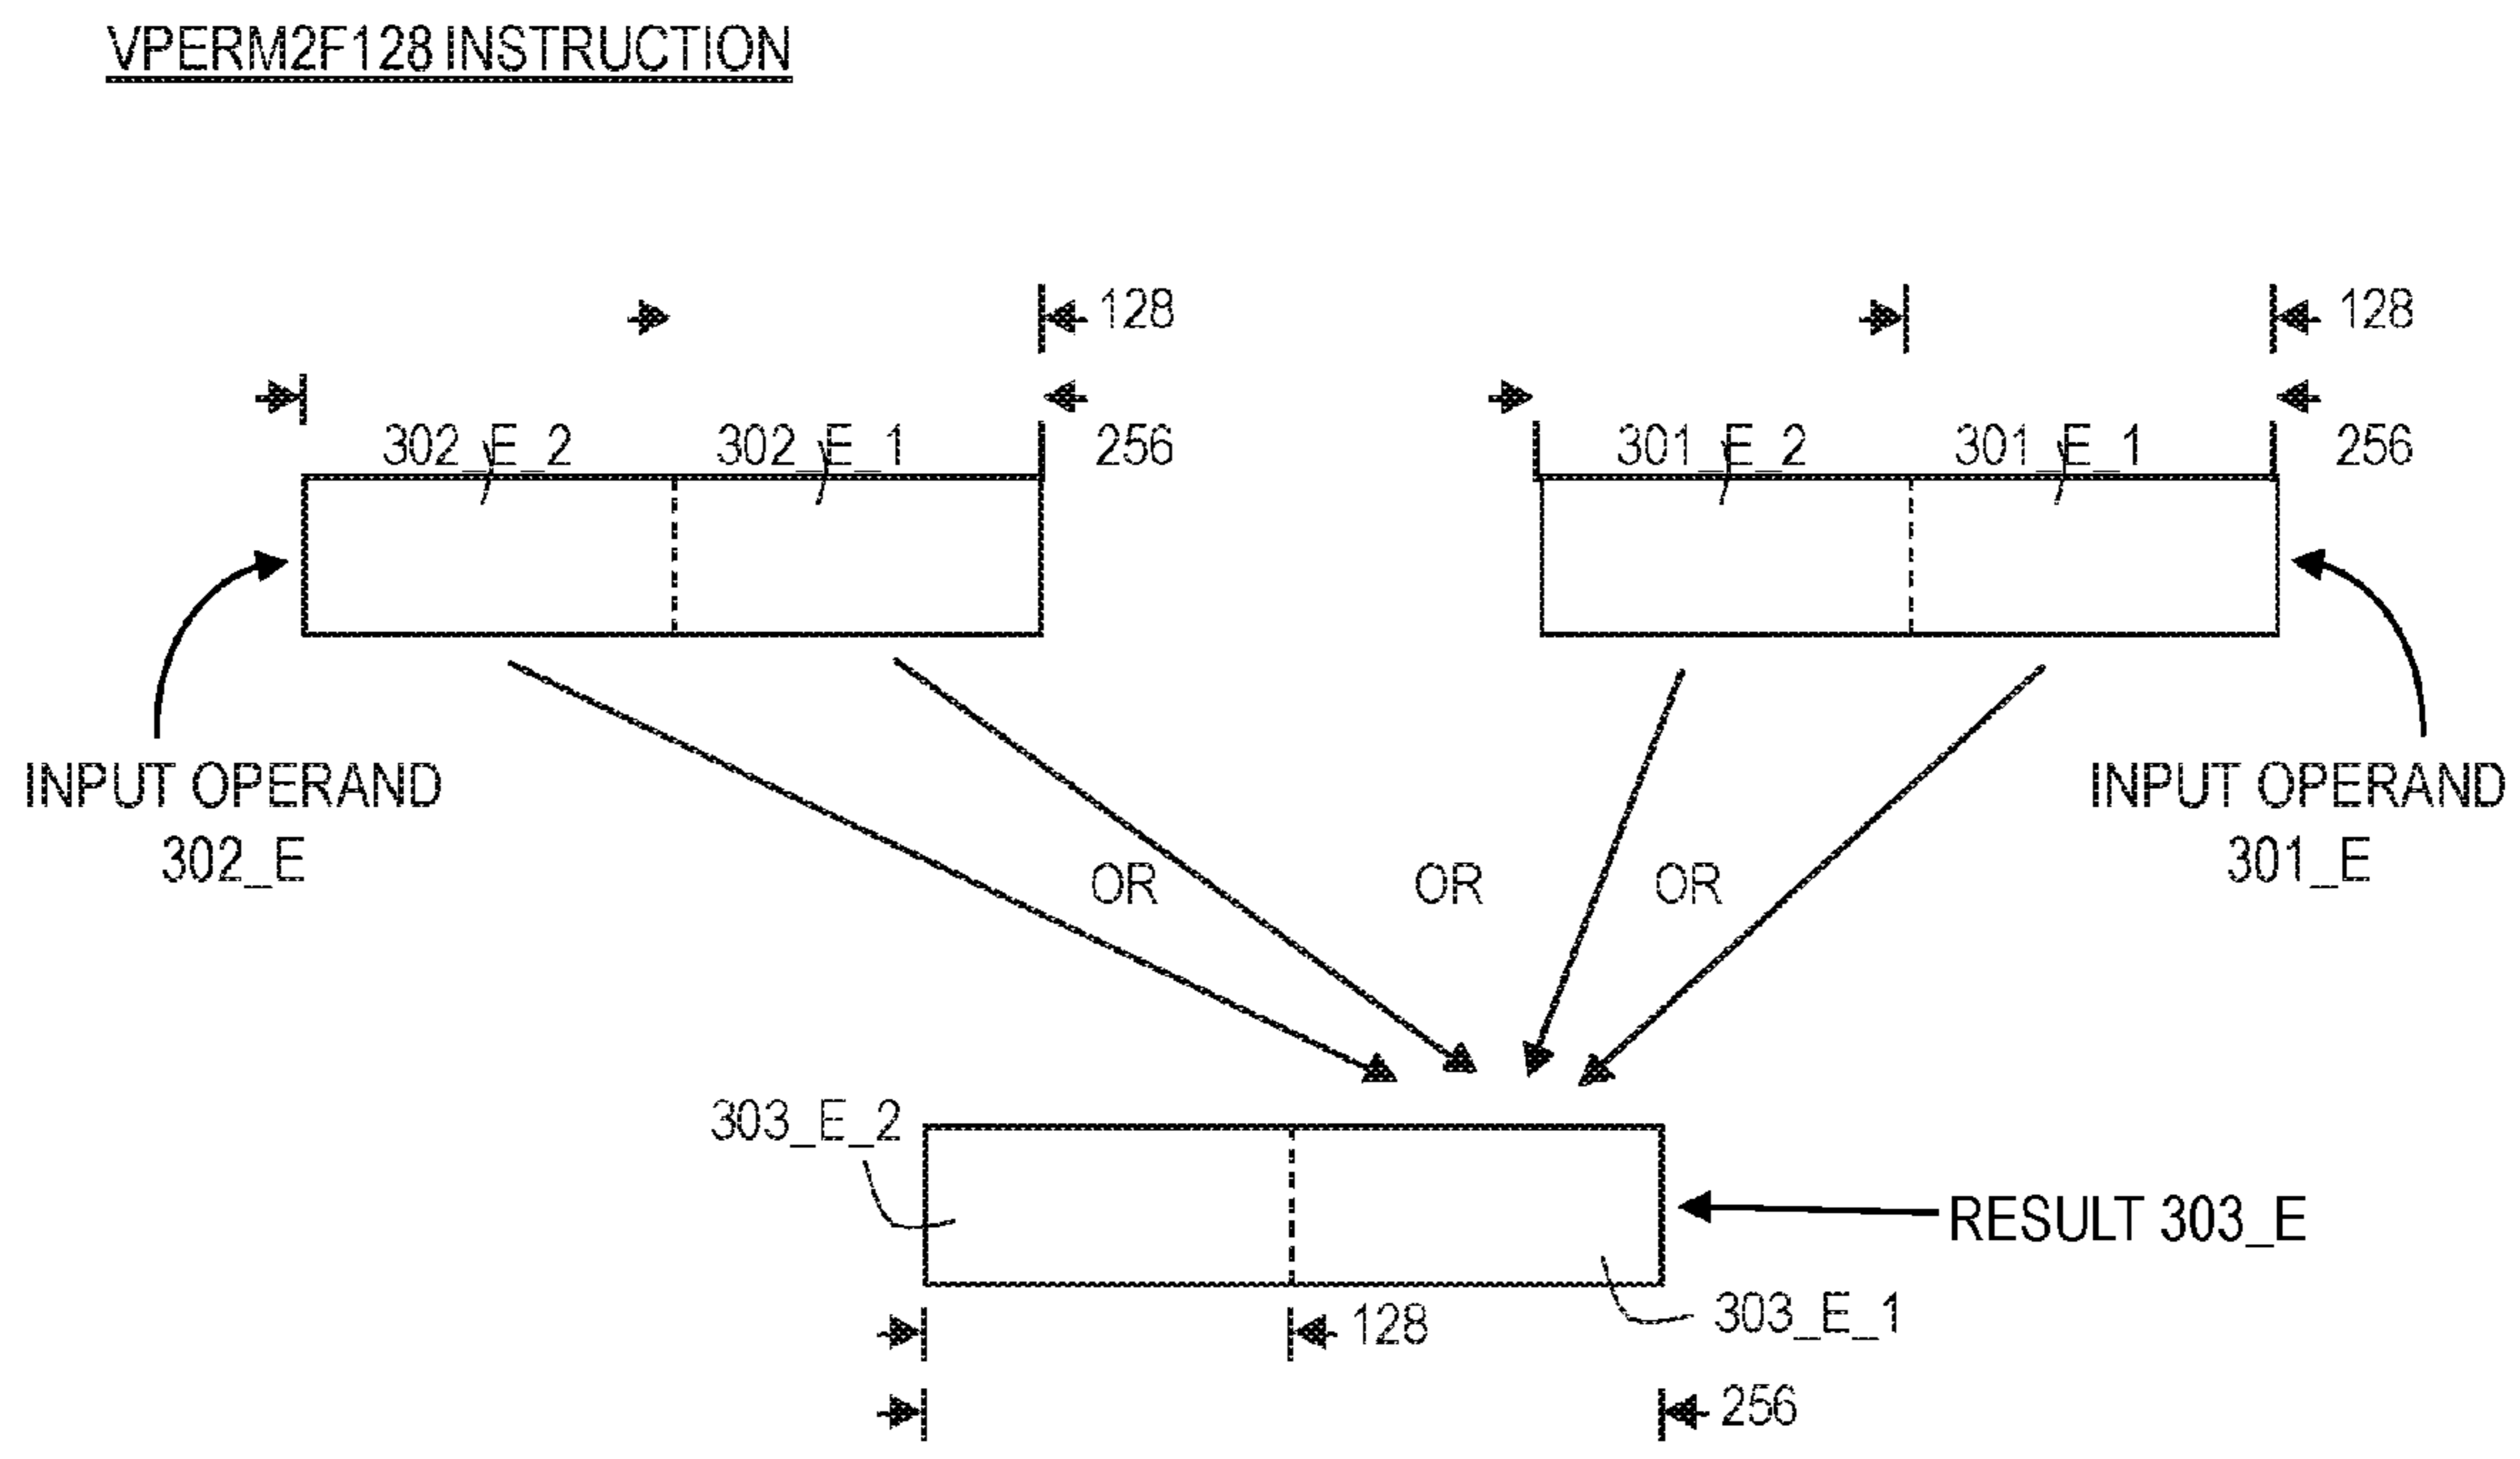 VPERM2F128 INSTRUCTION
128
128
302_E_2
302_E_1
256
301_E_2
301_E_1
256
INPUT OPERAND
302_E
INPUT OPERAND
301_E
OR
OR
OR
303_E_2
RESULT 303_E
128
303_E_1
256